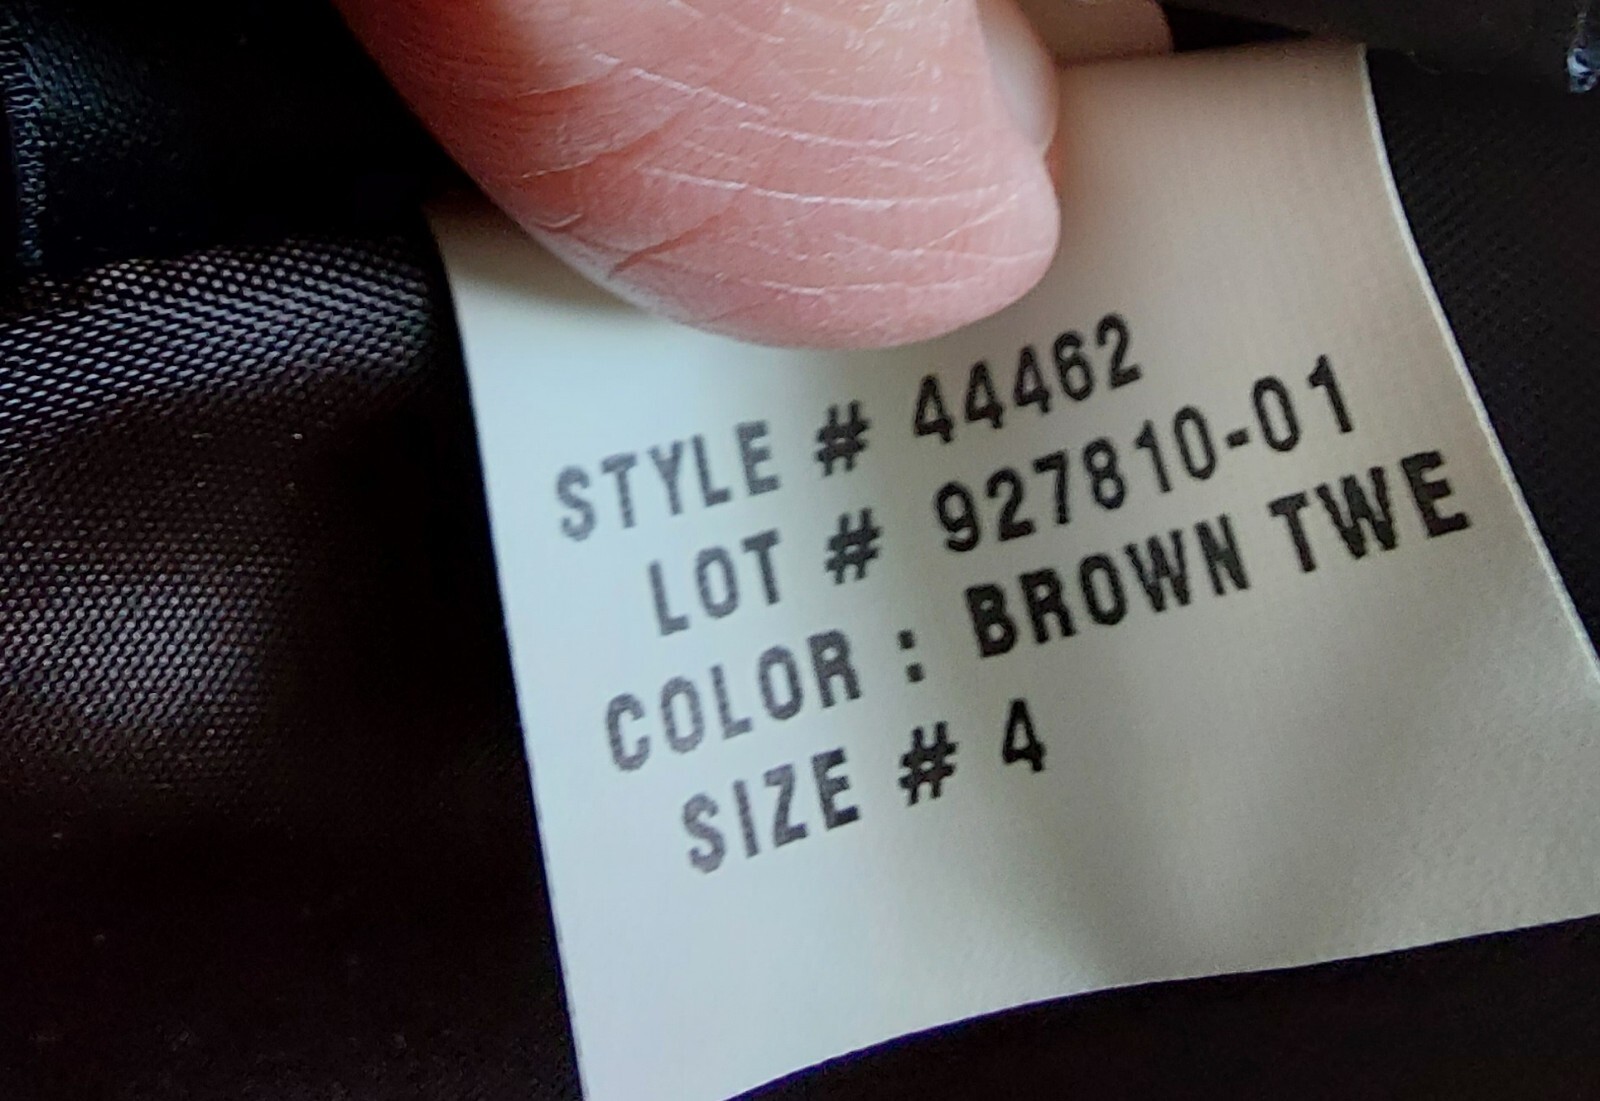 STYLE # 44462
LOT # 927810-01
COLOR : BROWN TWE
SIZE # 4